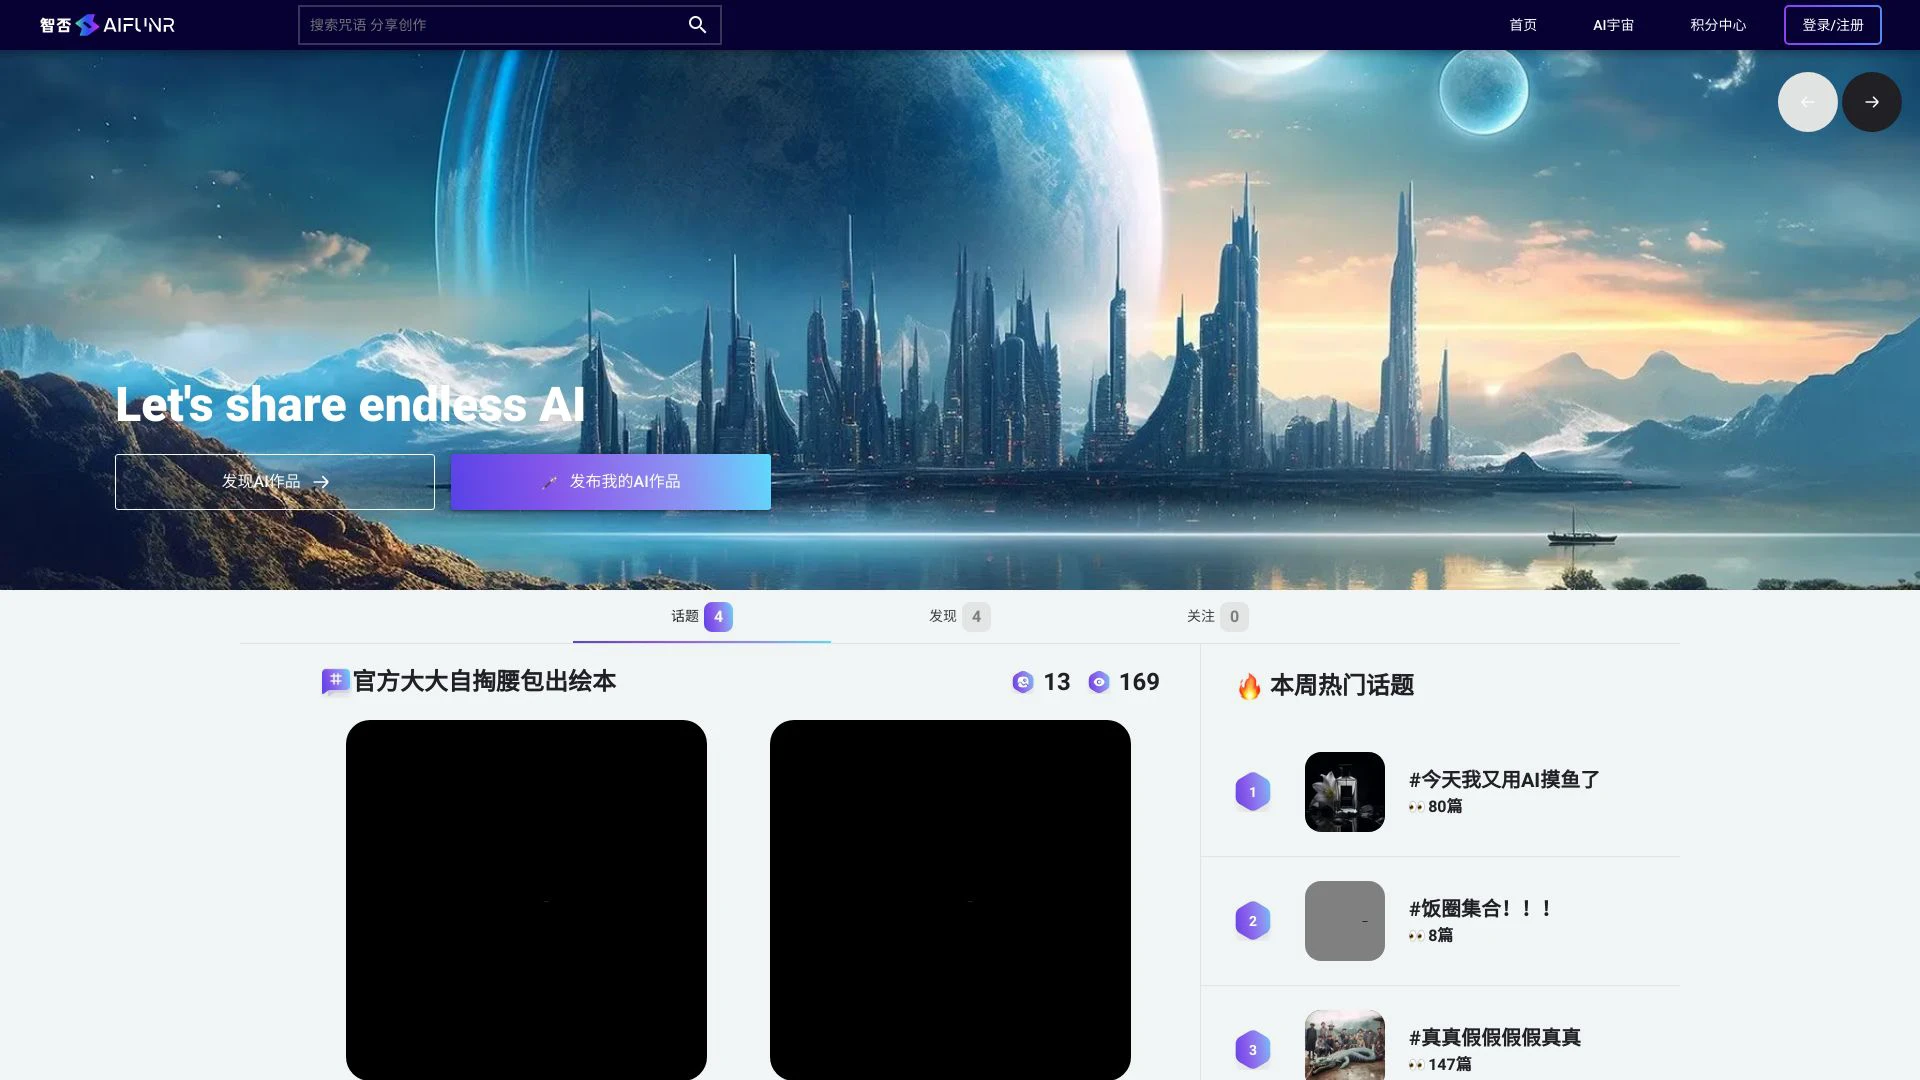 智否 AIFUNR
搜索咒语 分享创作
首页
AI宇宙
积分中心
登录/注册
Let's share endless AI
发现AI作品
发布我的AI作品
话题 4
发现 4
关注 0
官方大大自掏腰包出绘本
13
169
本周热门话题
1
#今天我又用AI摸鱼了
80篇
2
#饭圈集合！！！
8篇
3
#真真假假假假真真
147篇